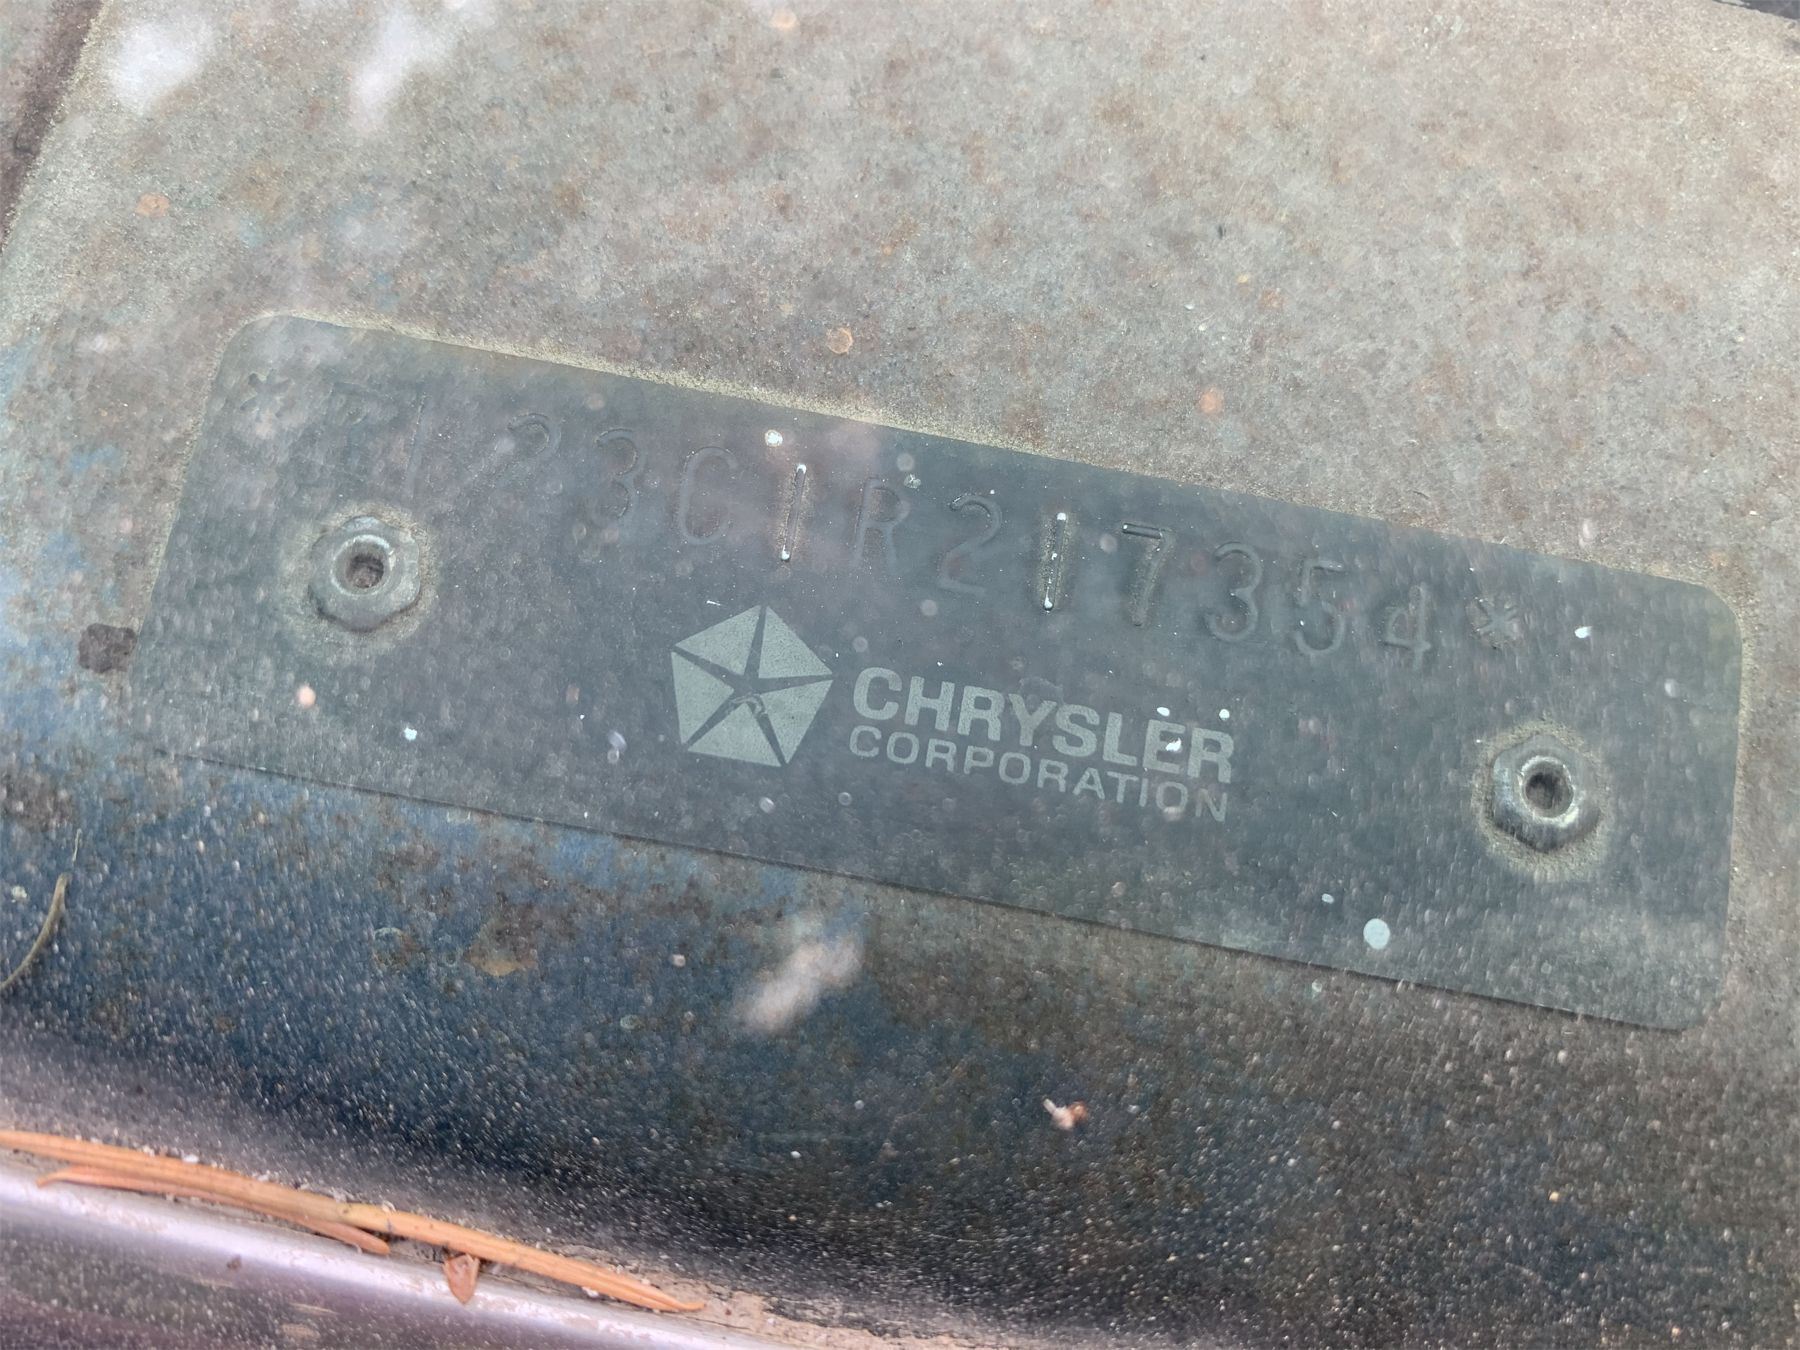 23C1R217354*
CHRYSLER
CORPORATION